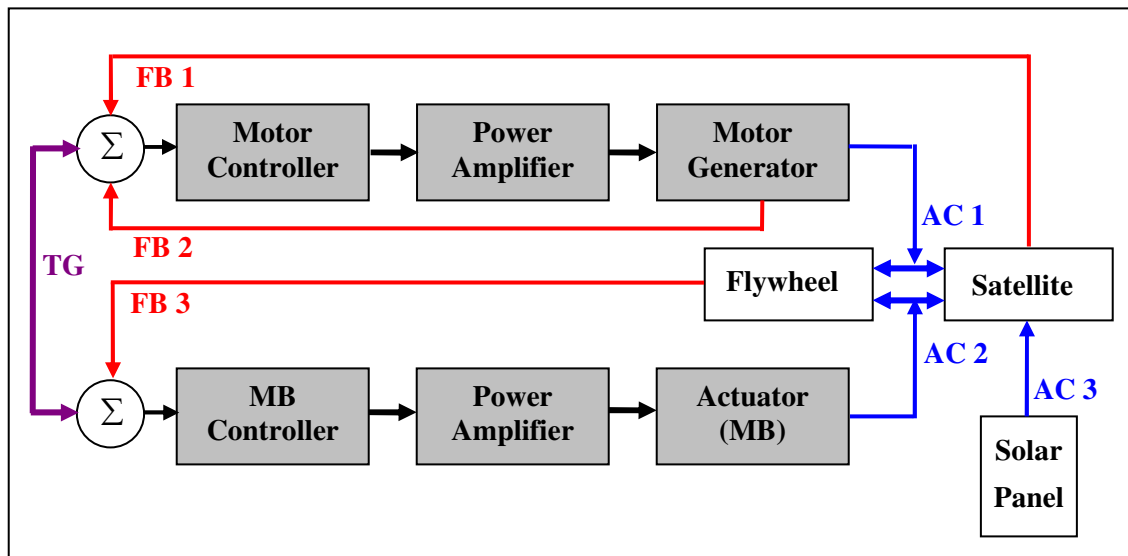 FB 1
Σ
Motor
Controller
Power
Amplifier
Motor
Generator
AC 1
FB 2
TG
FB 3
Flywheel
Satellite
AC 2
Σ
MB
Controller
Power
Amplifier
Actuator
(MB)
AC 3
Solar
Panel